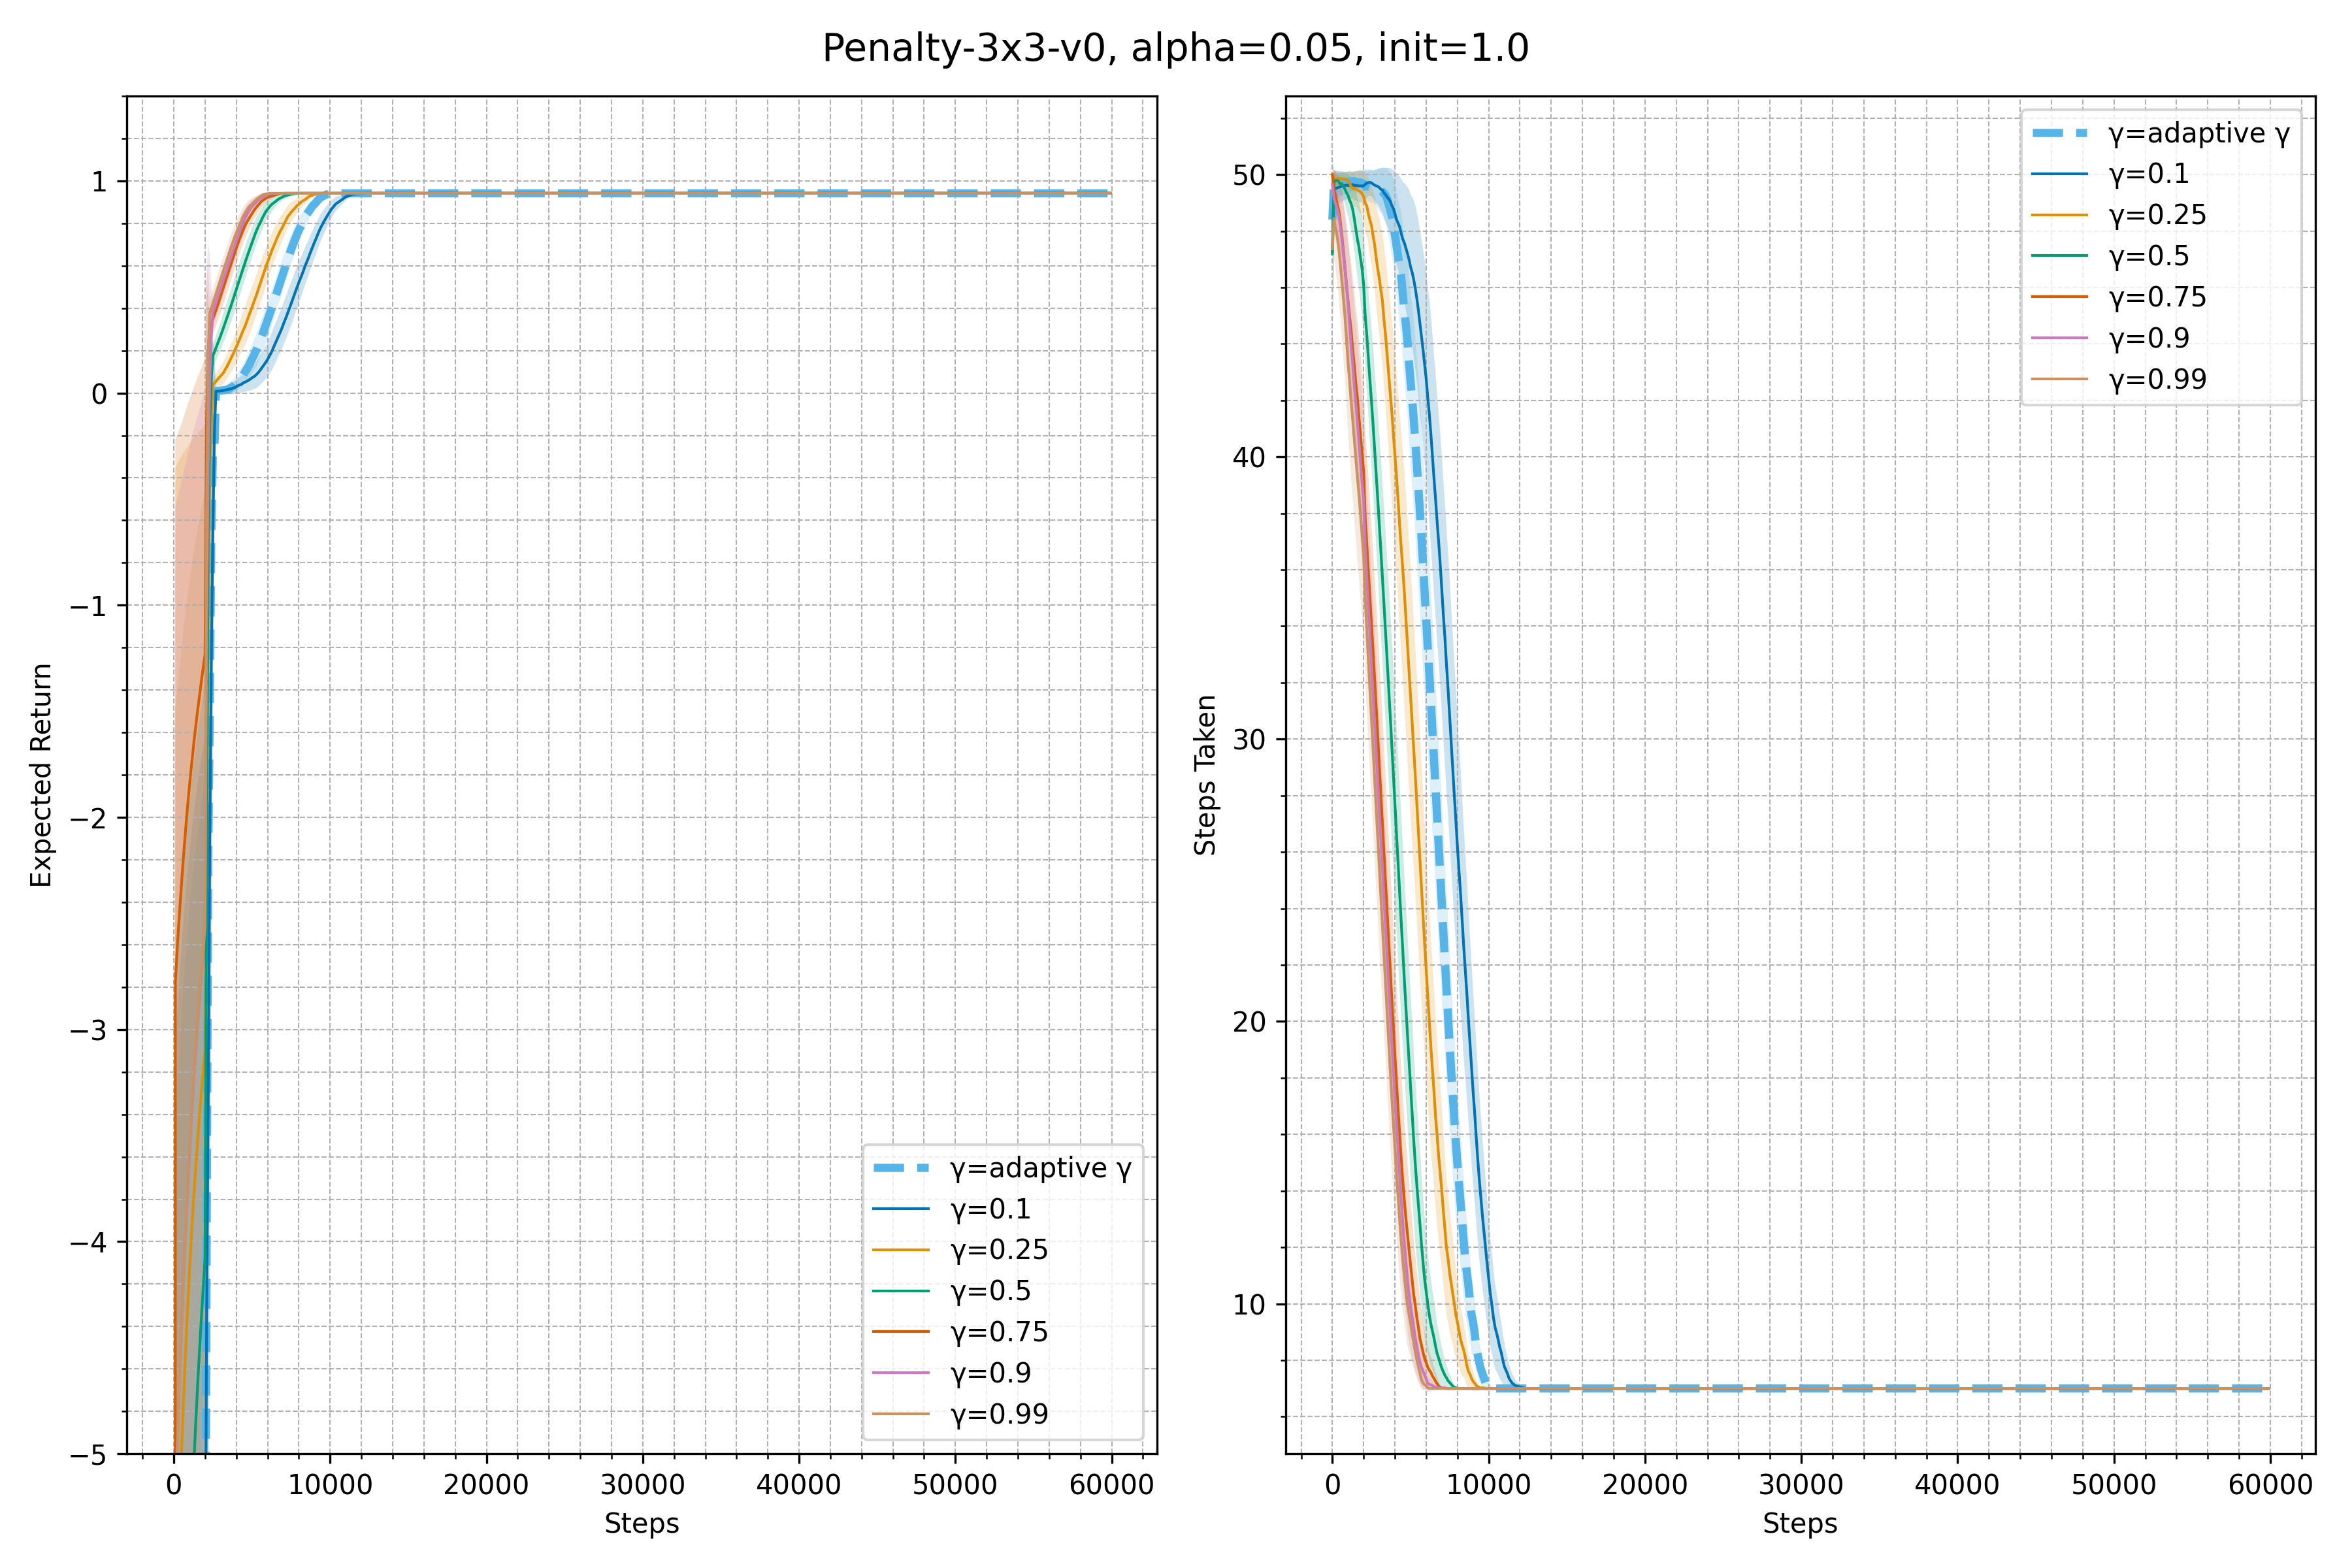 Penalty-3x3-v0, alpha=0.05, init=1.0
Expected Return
1
0
−1
−2
−3
−4
−5
0
10000
20000
30000
40000
50000
60000
Steps
γ=adaptive γ
γ=0.1
γ=0.25
γ=0.5
γ=0.75
γ=0.9
γ=0.99
Steps Taken
50
40
30
20
10
0
10000
20000
30000
40000
50000
60000
Steps
γ=adaptive γ
γ=0.1
γ=0.25
γ=0.5
γ=0.75
γ=0.9
γ=0.99